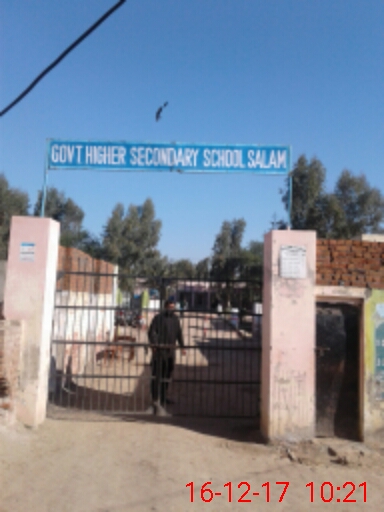 GOVT HIGHER SECONDARY SCHOOL SALAM
16-12-17 10:21